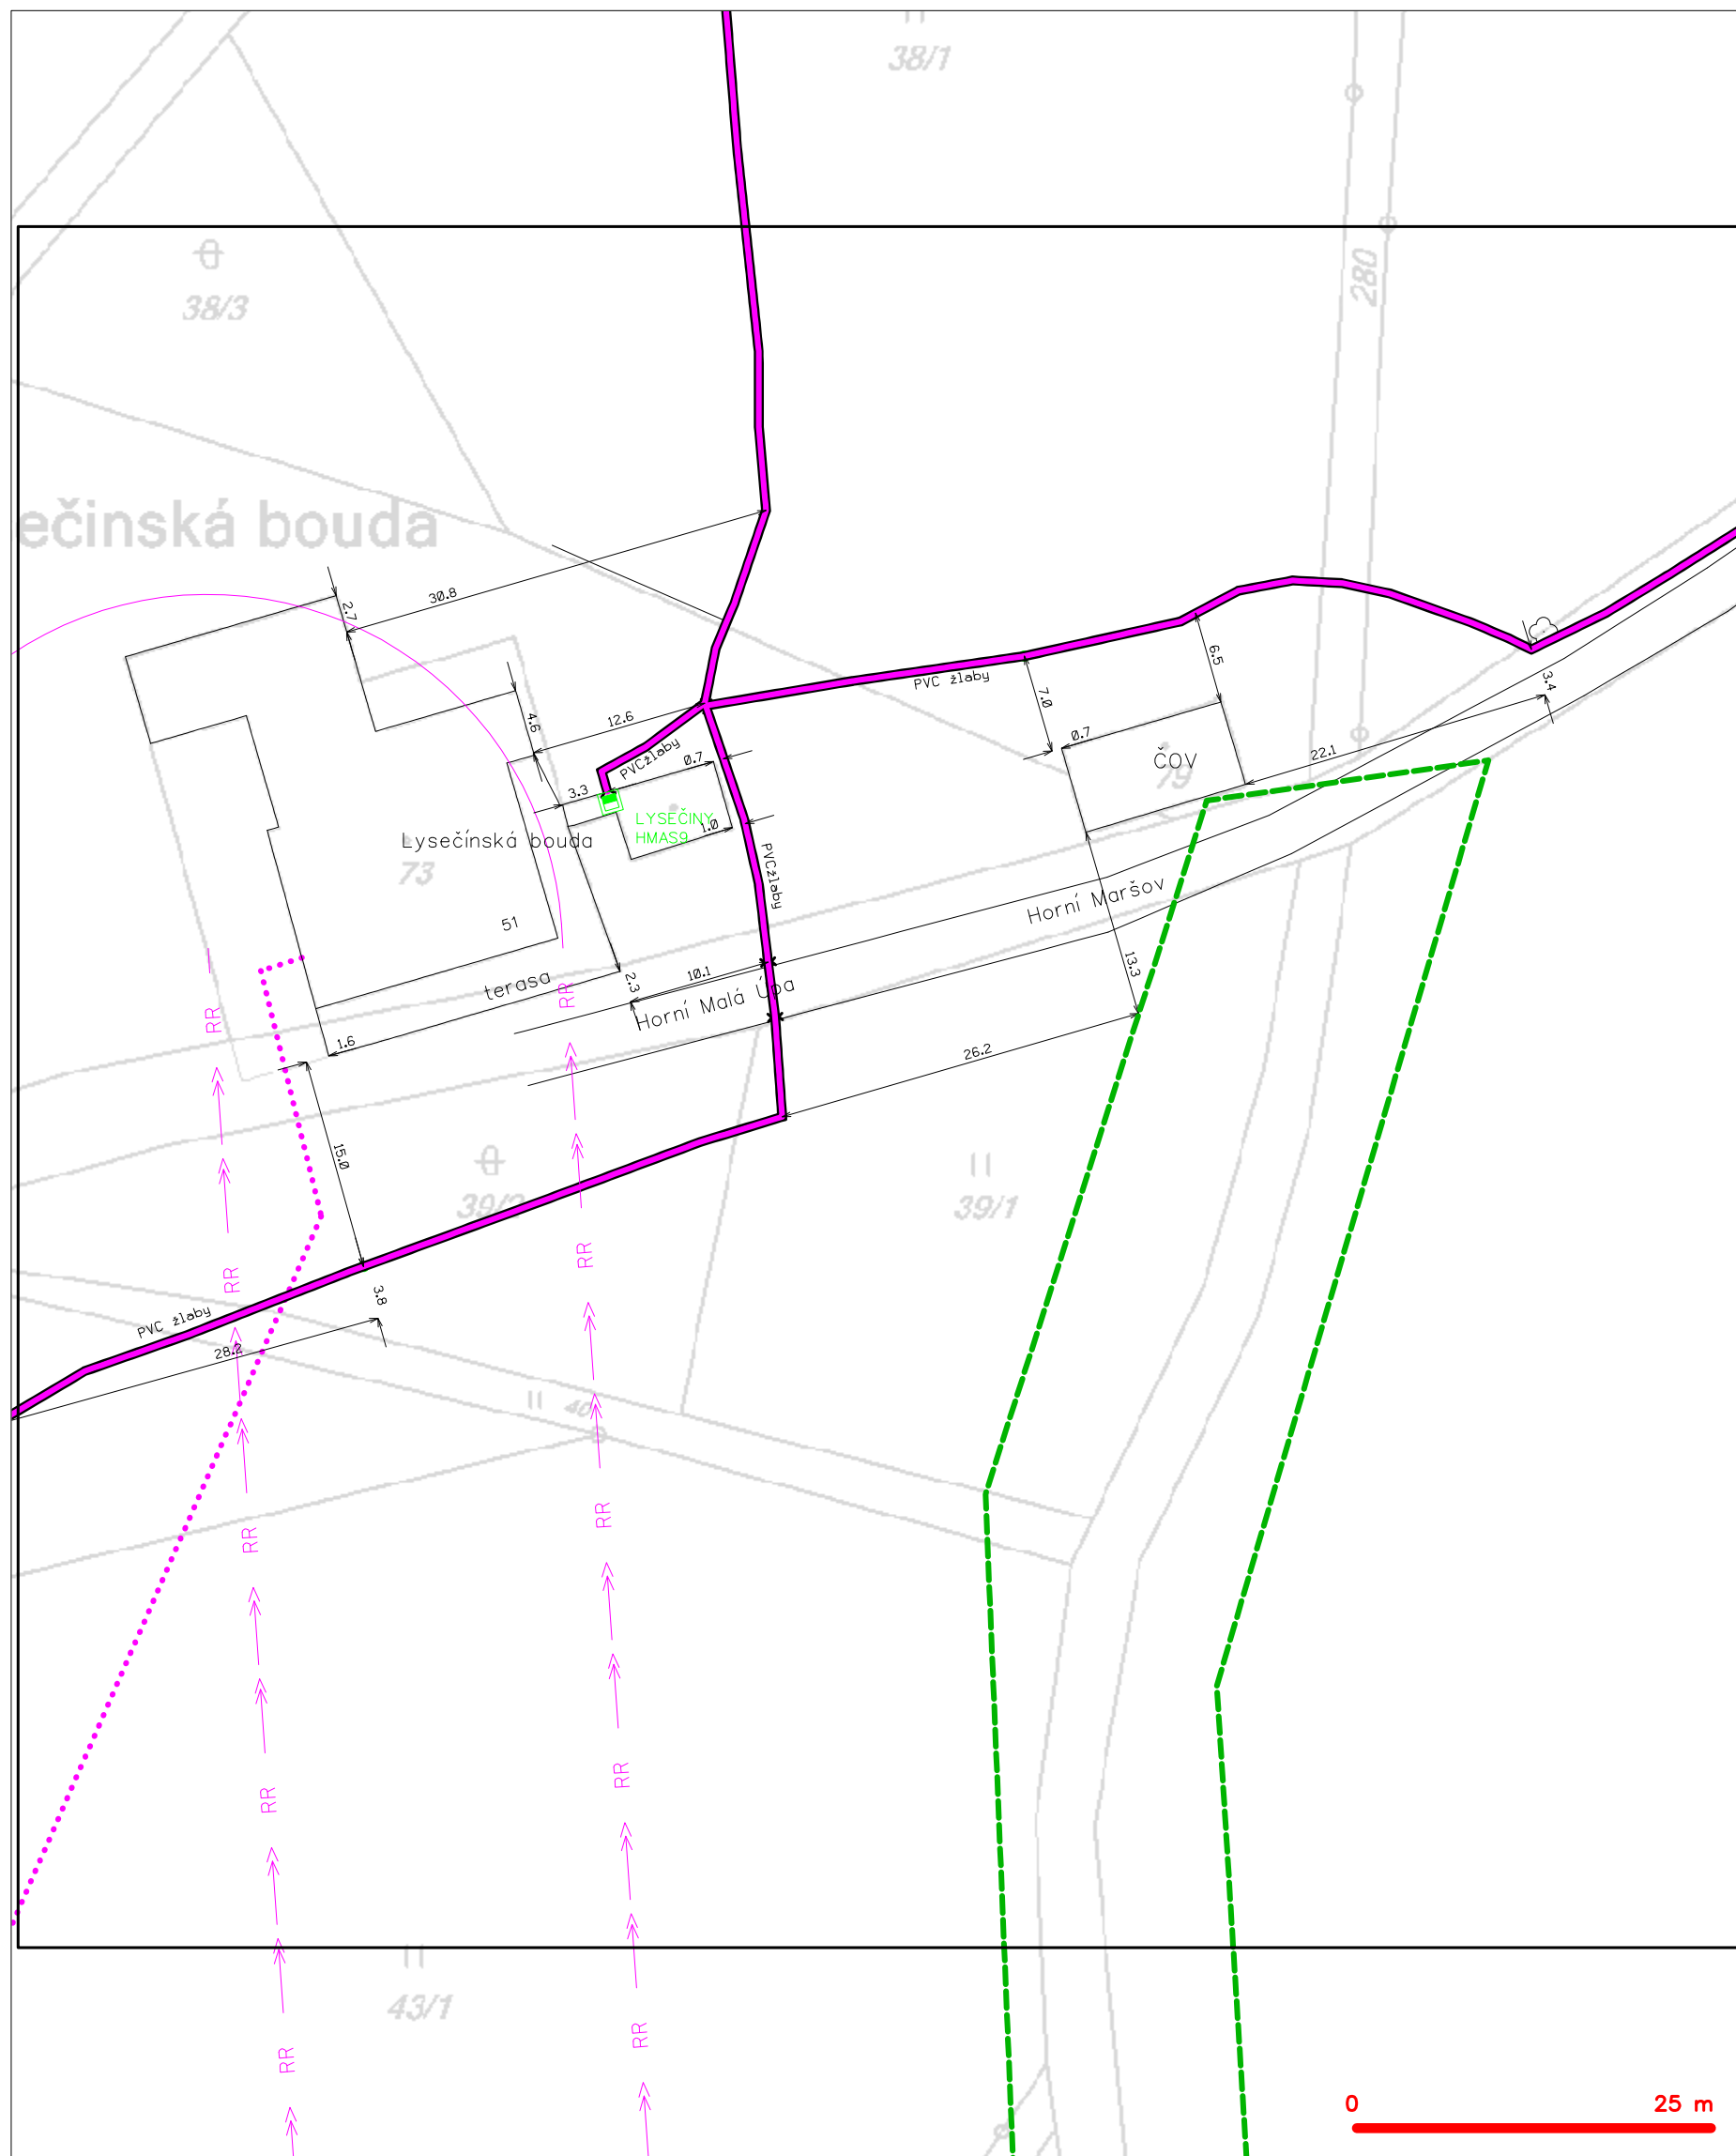 38/1
38/3
280
ečinská bouda
30.8
2.7
4.6
12.6
PVCžlaby
0.7
3.3
LYSEČINY
HMAS9
1.0
PVC žlaby
7.0
6.5
0.7
ČOV
79
22.1
3.4
Lysečínská bouda
73
51
PVCžlaby
Horní Maršov
13.3
terasa
2.3
10.1
Horní Malá Úpa
RR
RR
1.6
26.2
15.0
39/1
RR
RR
3.8
PVC žlaby
28.2
40
RR
RR
RR
RR
43/1
RR
RR
0 25 m